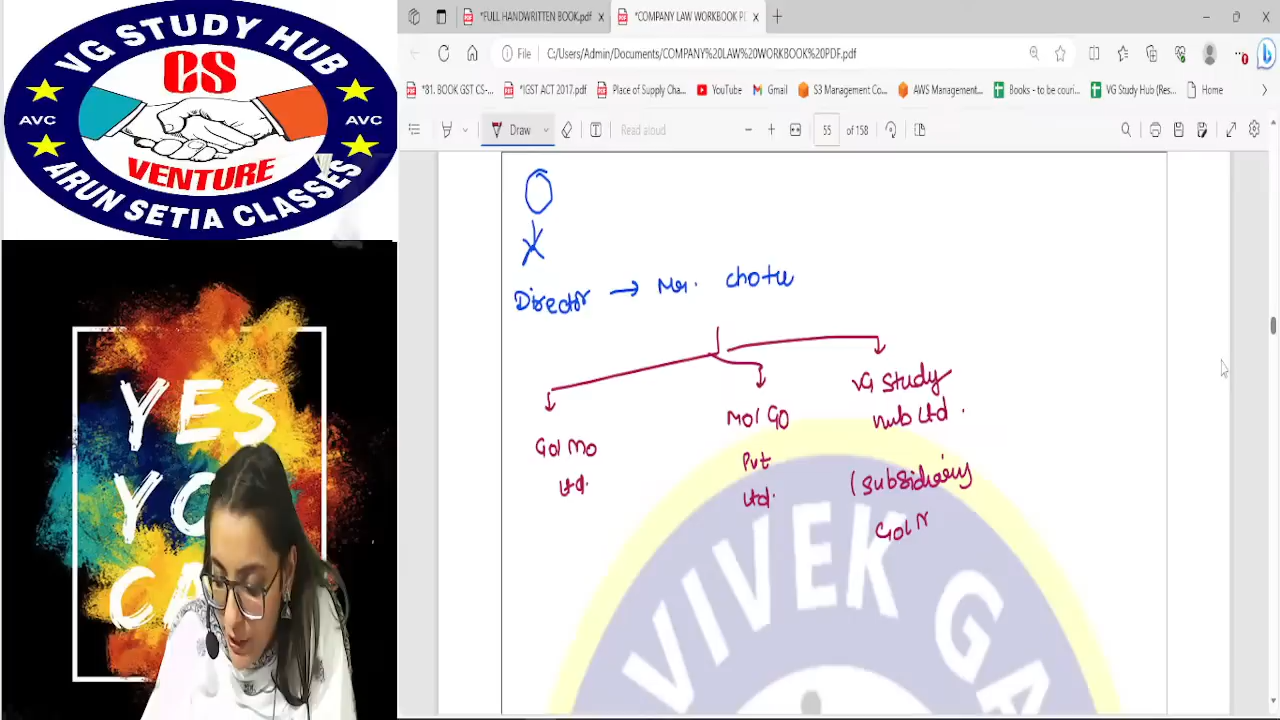 VG STUDY HUB
CS
AVC
AVC
VENTURE
ARUN SETIA CLASSES
YES
CA
*FULL HANDWRITTEN BOOK.pdf
*COMPANY LAW WORKBOOK P
File
C:/Users/Admin/Documents/COMPANY%20LAW%20WORKBOOK%20PDF.pdf
*81. BOOK GST CS-...
*IGST ACT 2017.pdf
Place of Supply Cha...
YouTube
Gmail
S3 Management Co...
AWS Management...
Books - to be couri...
VG Study Hub (Res...
Home
Draw
Read aloud
55
of 158
Director → Mr. chotu
Gol Mo
Ltd.
Mol GO
Pvt
Ltd.
VG Study
Hub Ltd.
(Subsidiary
Gol
VIVEK GA